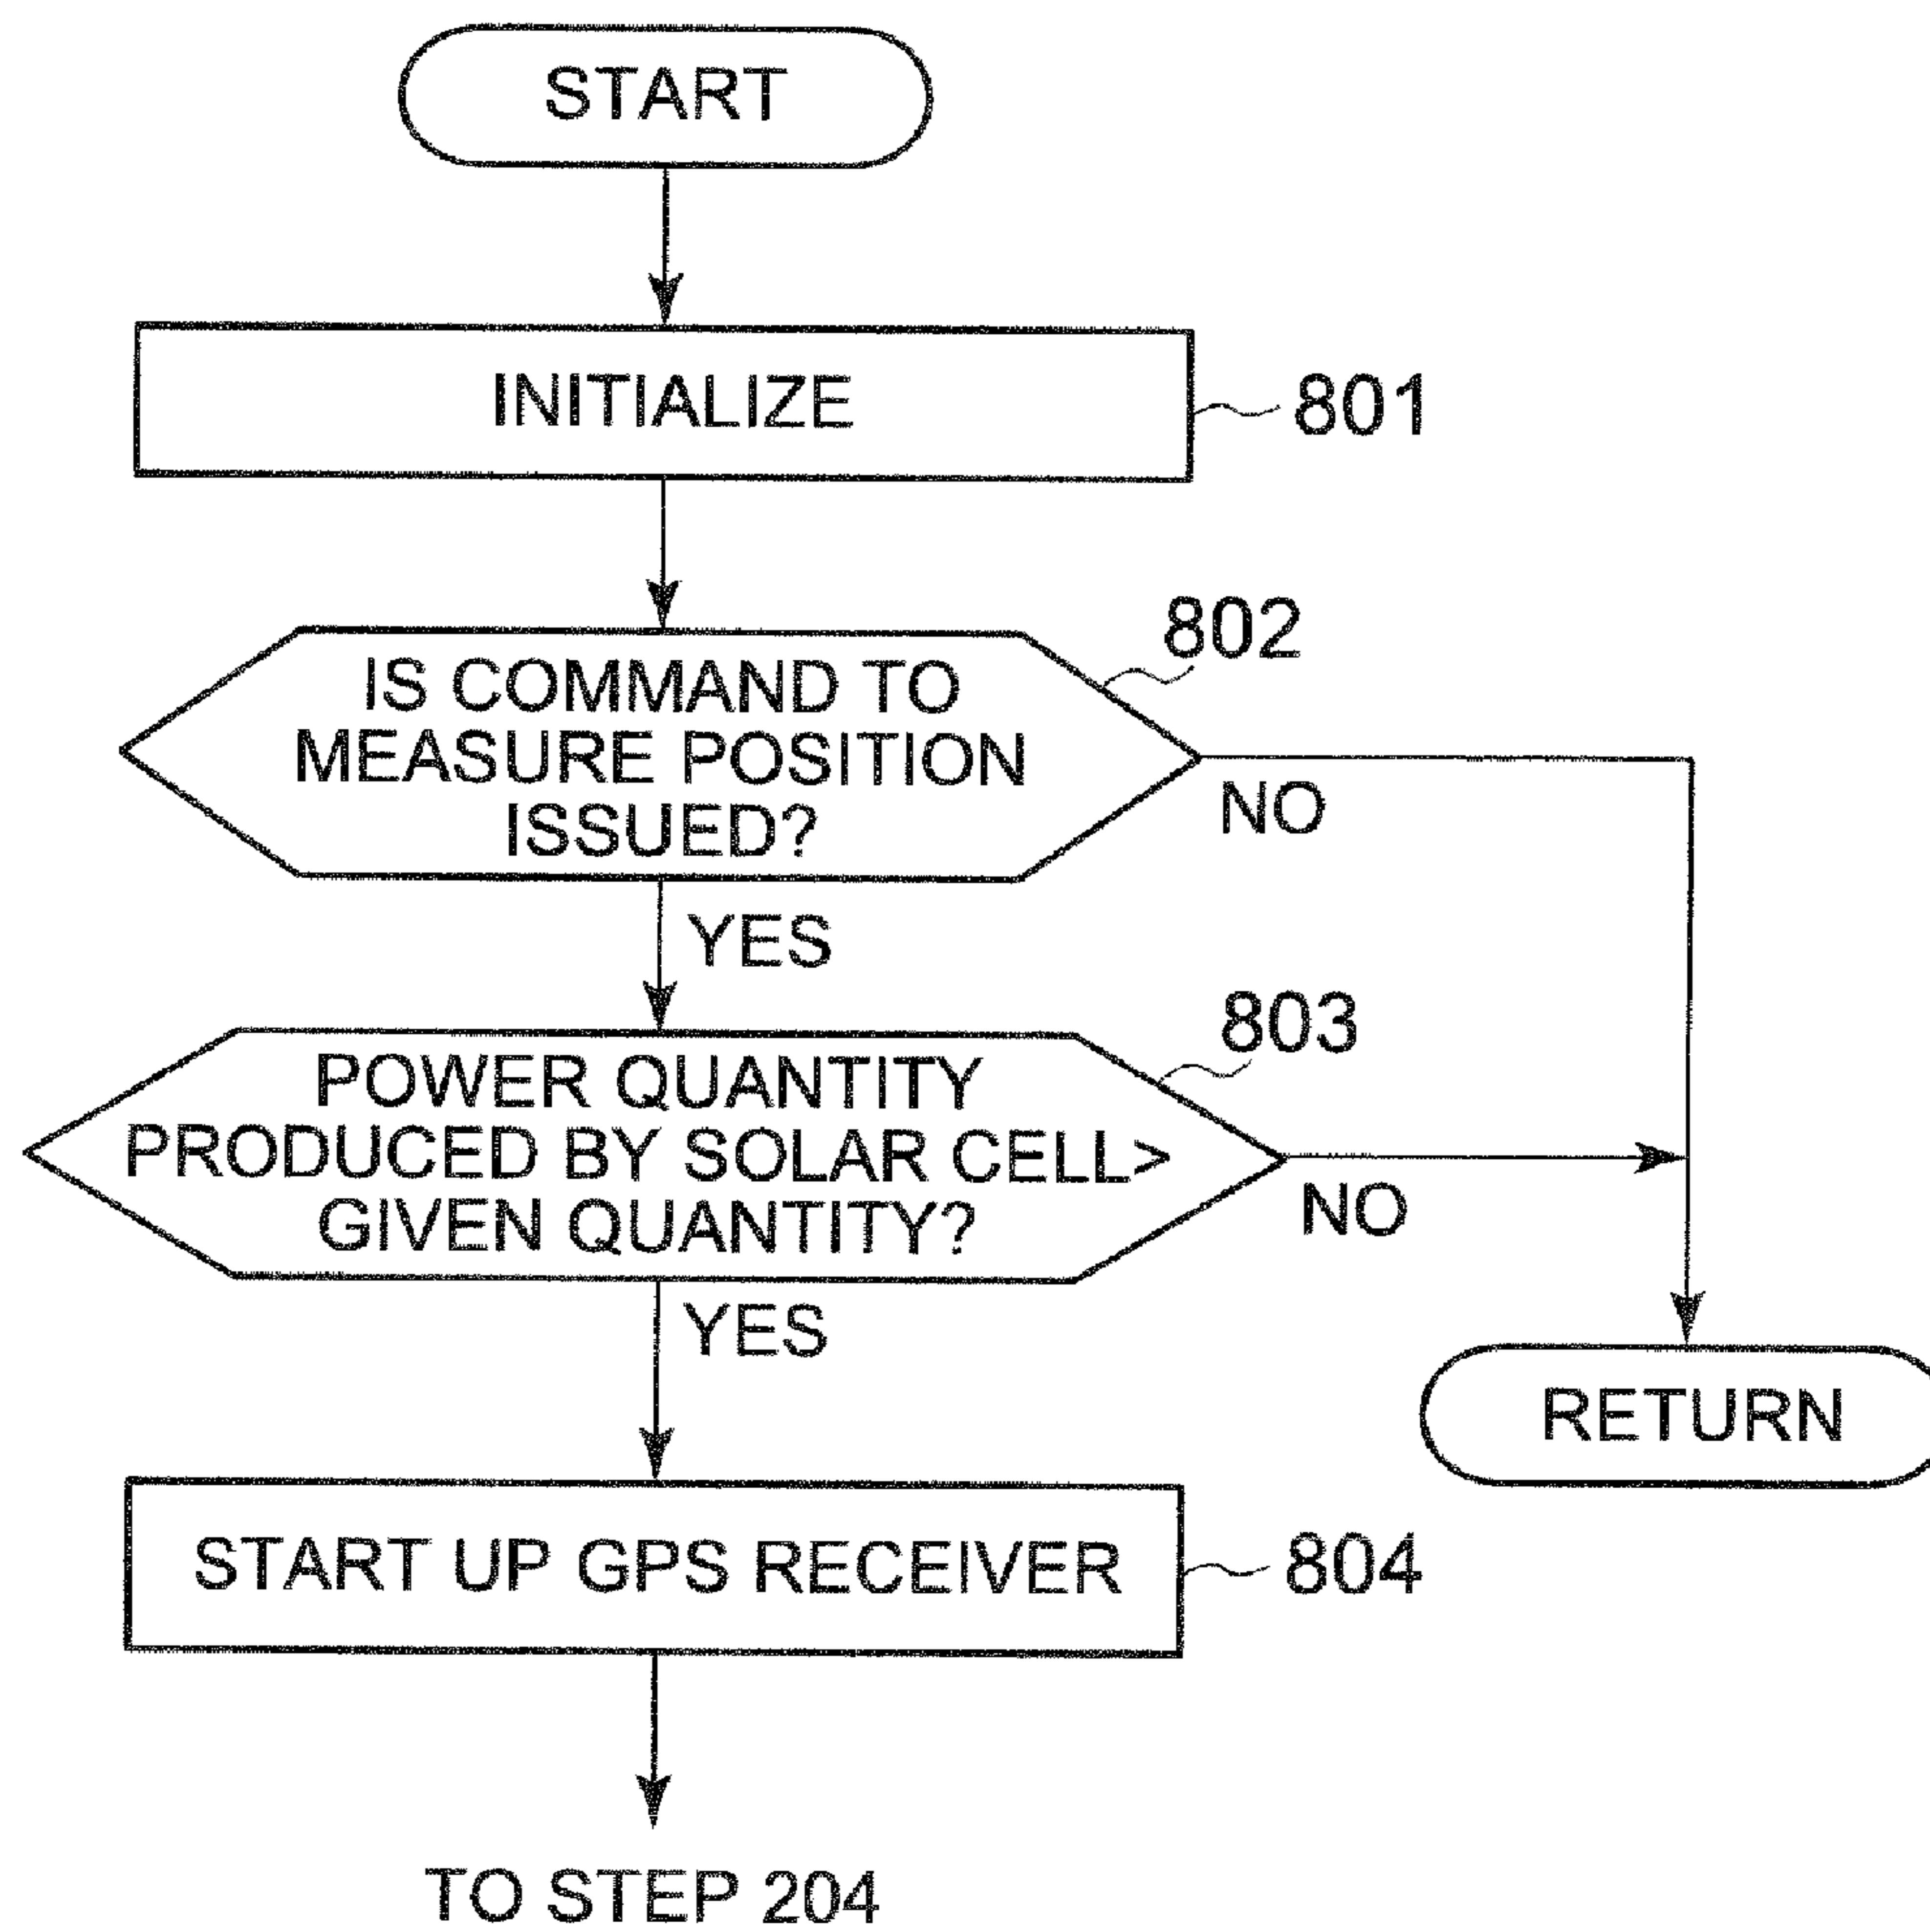 START
INITIALIZE
801
802
IS COMMAND TO
MEASURE POSITION
ISSUED?
NO
YES
803
POWER QUANTITY
PRODUCED BY SOLAR CELL>
GIVEN QUANTITY?
NO
YES
RETURN
START UP GPS RECEIVER
804
TO STEP 204